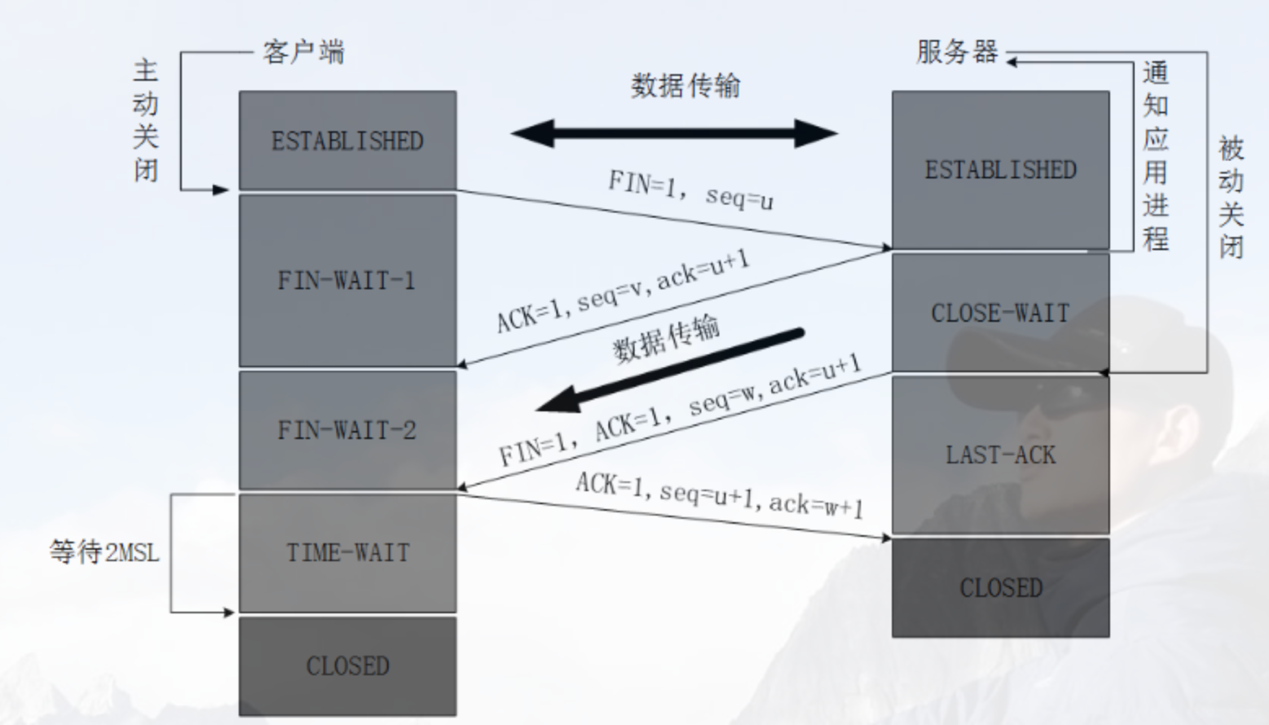 客户端
服务器
主动关闭
数据传输
通知应用进程
被动关闭
ESTABLISHED
ESTABLISHED
FIN=1, seq=u
FIN-WAIT-1
ACK=1,seq=v,ack=u+1
CLOSE-WAIT
数据传输
FIN-WAIT-2
FIN=1, ACK=1, seq=w,ack=u+1
LAST-ACK
ACK=1,seq=u+1,ack=w+1
等待2MSL
TIME-WAIT
CLOSED
CLOSED